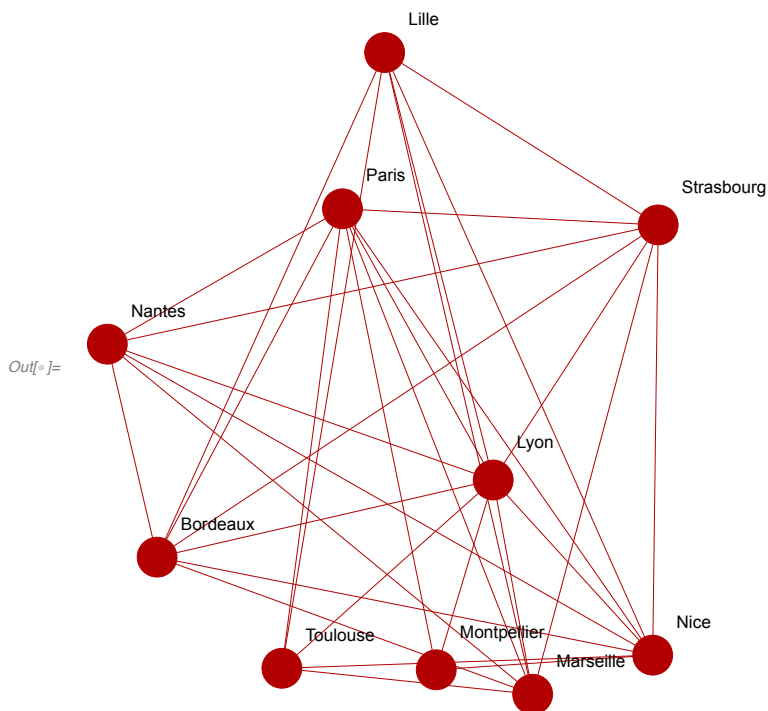 Lille
Paris
Strasbourg
Nantes
Out[•]=
Lyon
Bordeaux
Toulouse
Montpellier
Nice
Marseille